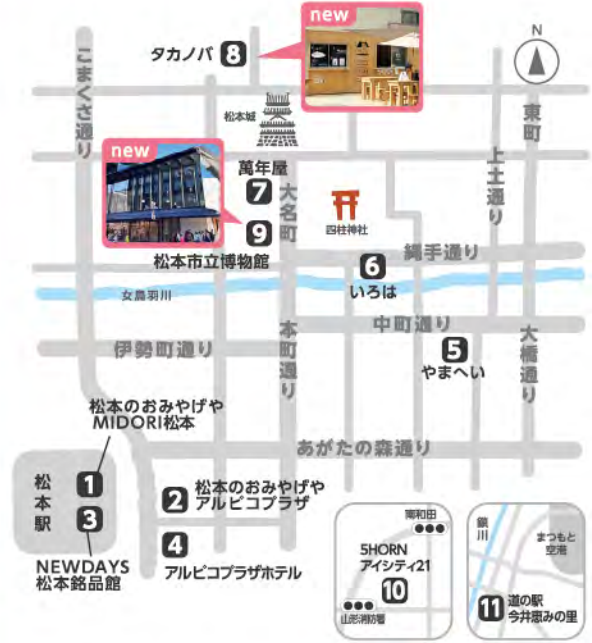 new
タカノバ 8
N
こまくさ通り
松本城
東町
new
上土通り
萬年屋
7
大名町
四柱神社
9
松本市立博物館
縄手通り
6
いろは
女鳥羽川
中町通り
伊勢町通り
本町通り
5
やまへい
大橋通り
松本のおみやげや
MIDORI松本
あがたの森通り
松本駅
1
2
松本のおみやげや
アルピコプラザ
3
4
NEWDAYS
松本銘品館
アルピコプラザホテル
南和田
5HORN
アイシティ21
10
山形消防署
鎖川
まつもと
空港
11
道の駅
今井恵みの里